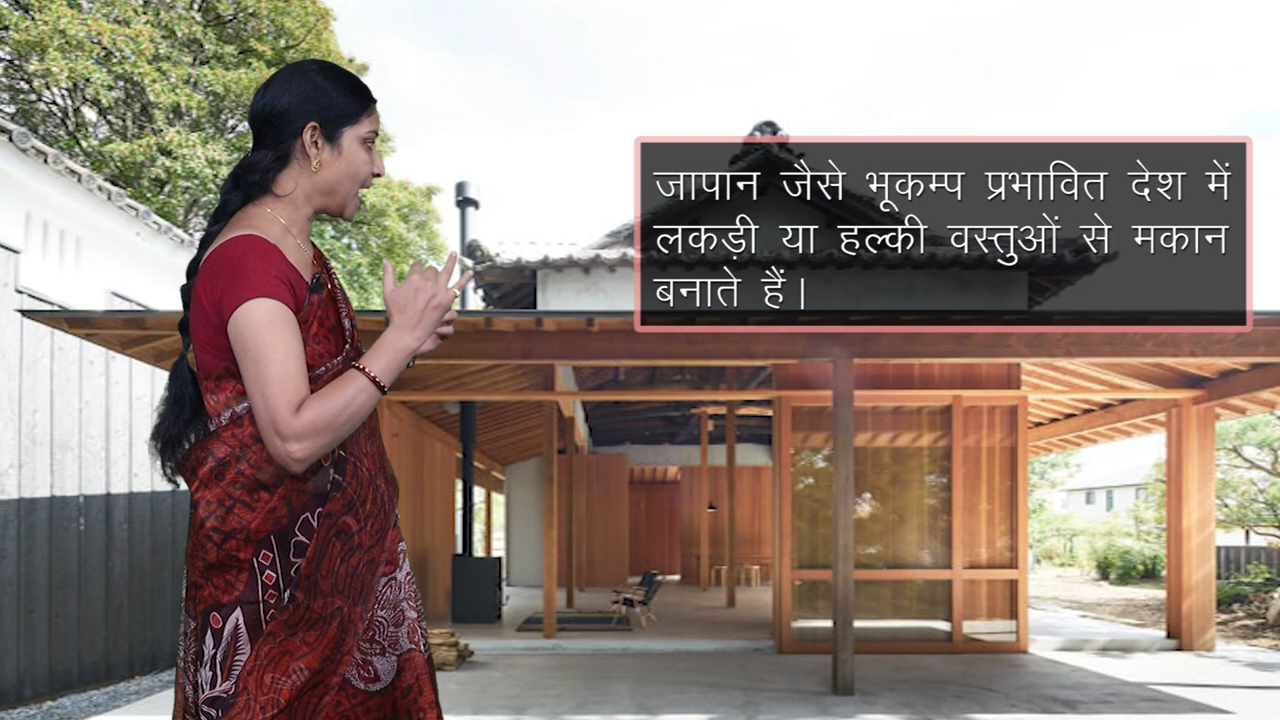 जापान जैसे भूकम्प प्रभावित देश में
लकड़ी या हल्की वस्तुओं से मकान
बनाते हैं।